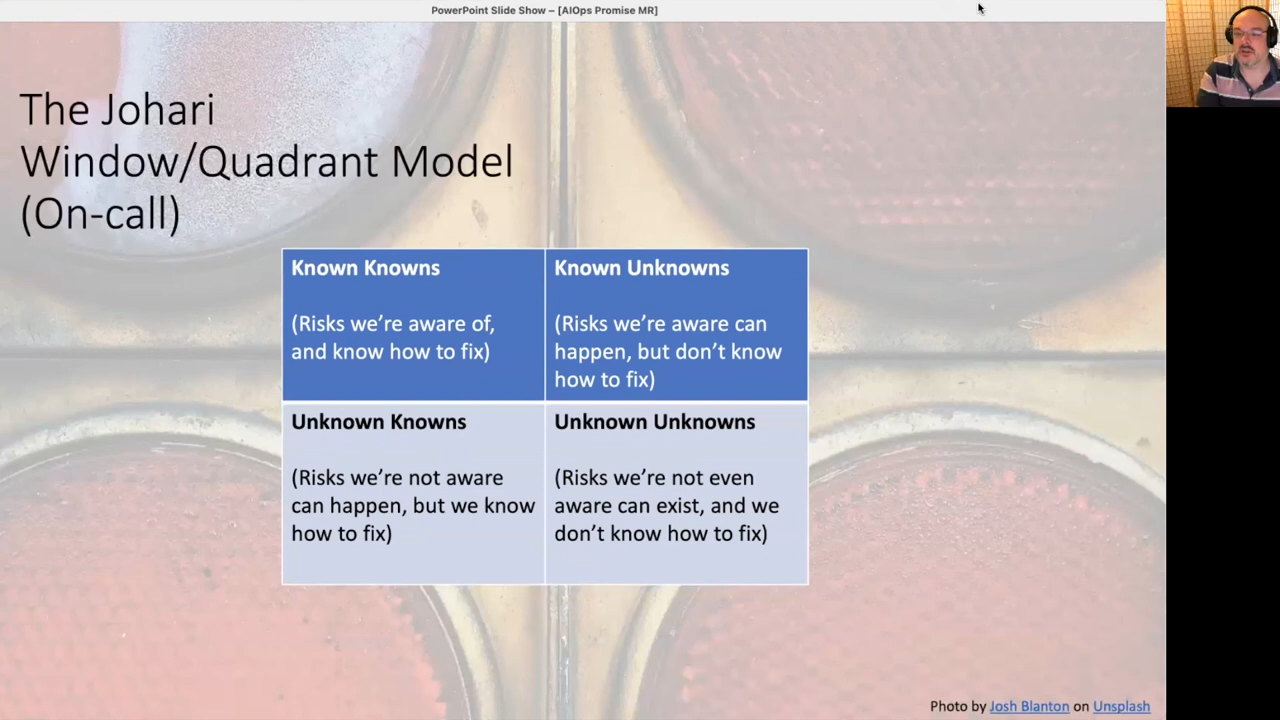 PowerPoint Slide Show – [AIOps Promise MR]
The Johari
Window/Quadrant Model
(On-call)
Known Knowns
(Risks we’re aware of,
and know how to fix)
Known Unknowns
(Risks we’re aware can
happen, but don’t know
how to fix)
Unknown Knowns
(Risks we’re not aware
can happen, but we know
how to fix)
Unknown Unknowns
(Risks we’re not even
aware can exist, and we
don’t know how to fix)
Photo by Josh Blanton on Unsplash